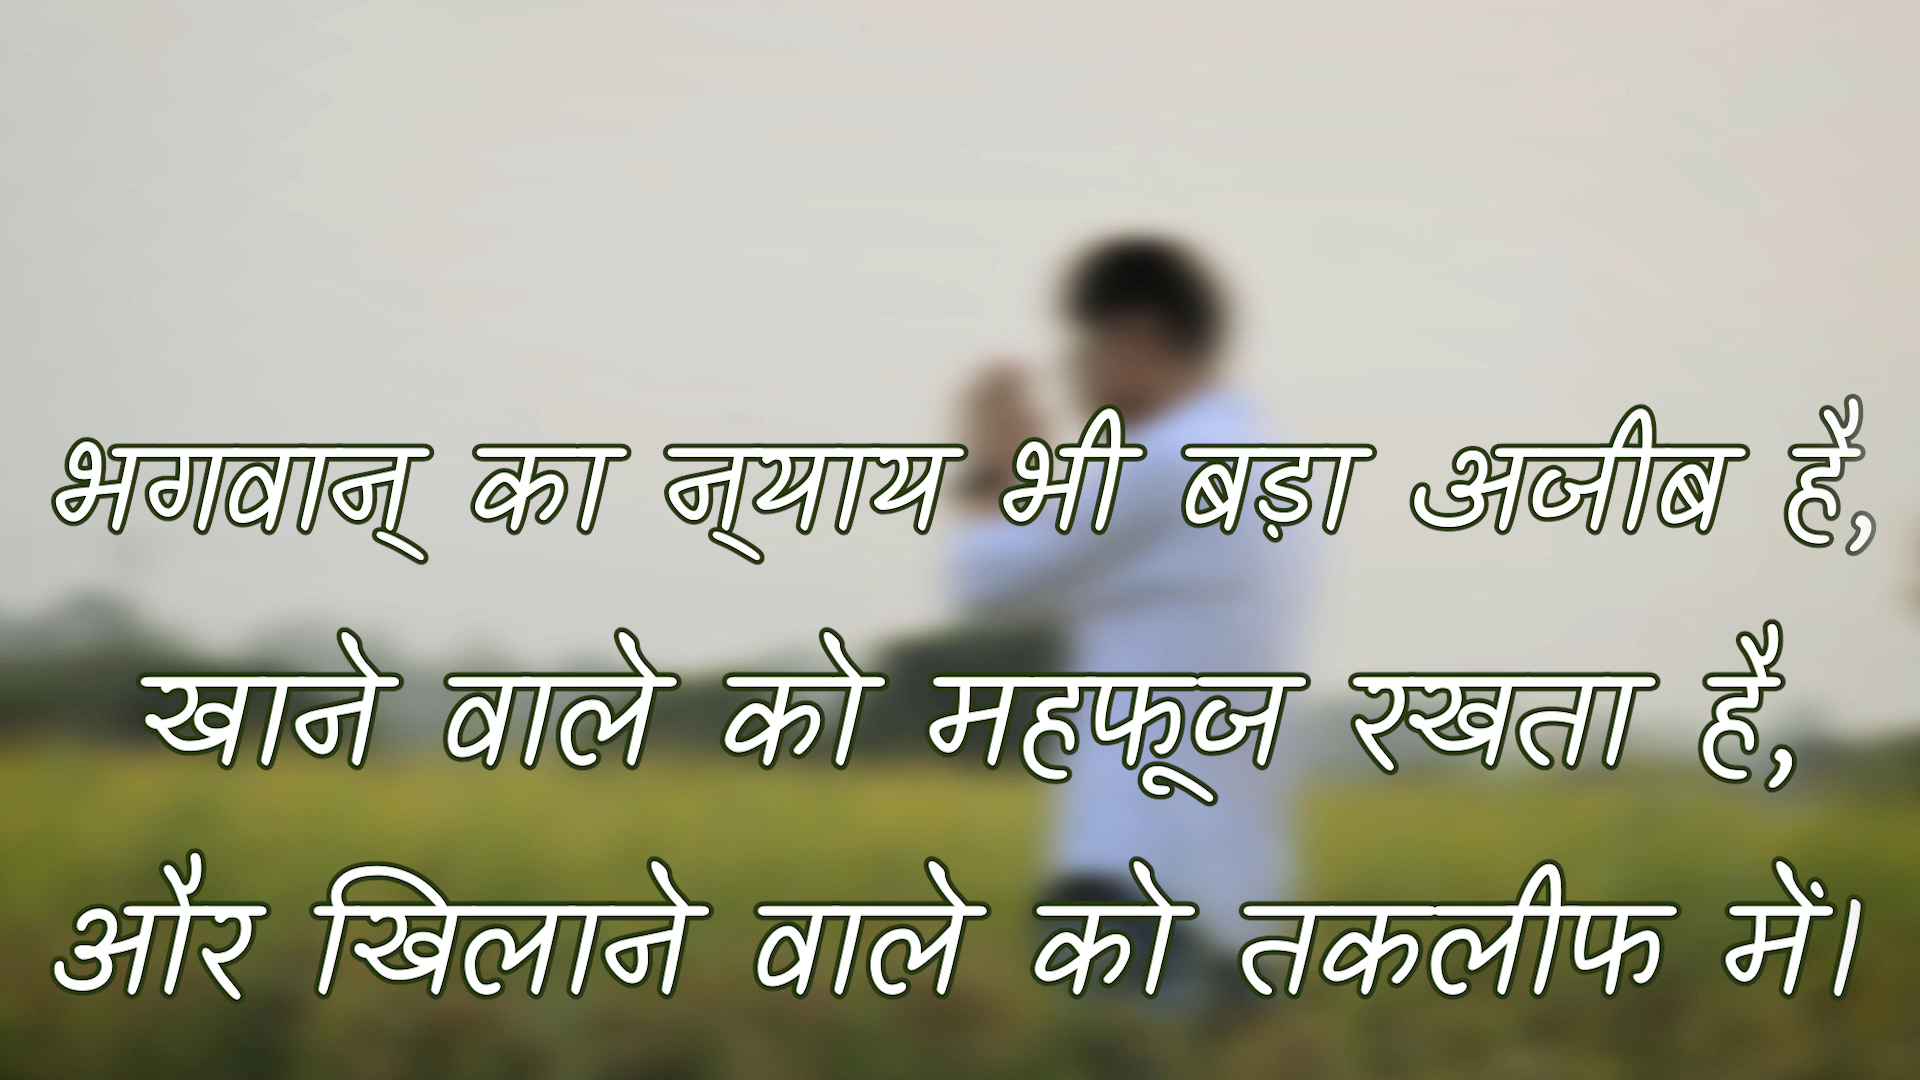 भगवान् का न्याय भी बड़ा अजीब है,
खाने वाले को महफूज रखता है,
और खिलाने वाले को तकलीफ में।